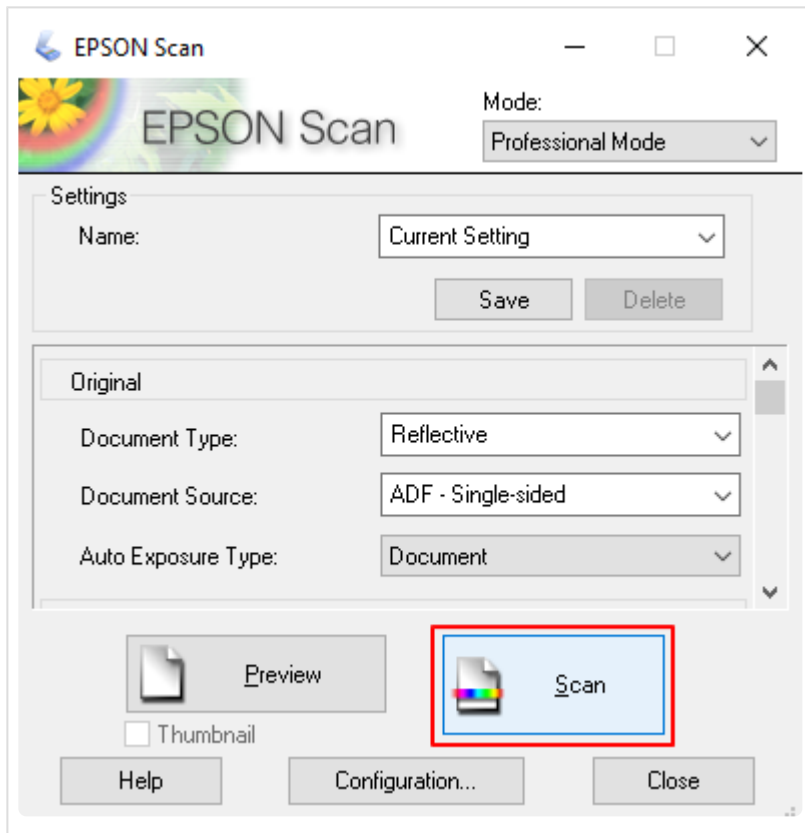 EPSON Scan
EPSON Scan
Mode:
Professional Mode
Settings
Name:
Current Setting
Save
Delete
Original
Document Type:
Reflective
Document Source:
ADF - Single-sided
Auto Exposure Type:
Document
Preview
Scan
Thumbnail
Help
Configuration...
Close